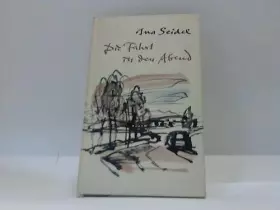 Ina Seidel
Die Fahrt
in den Abend